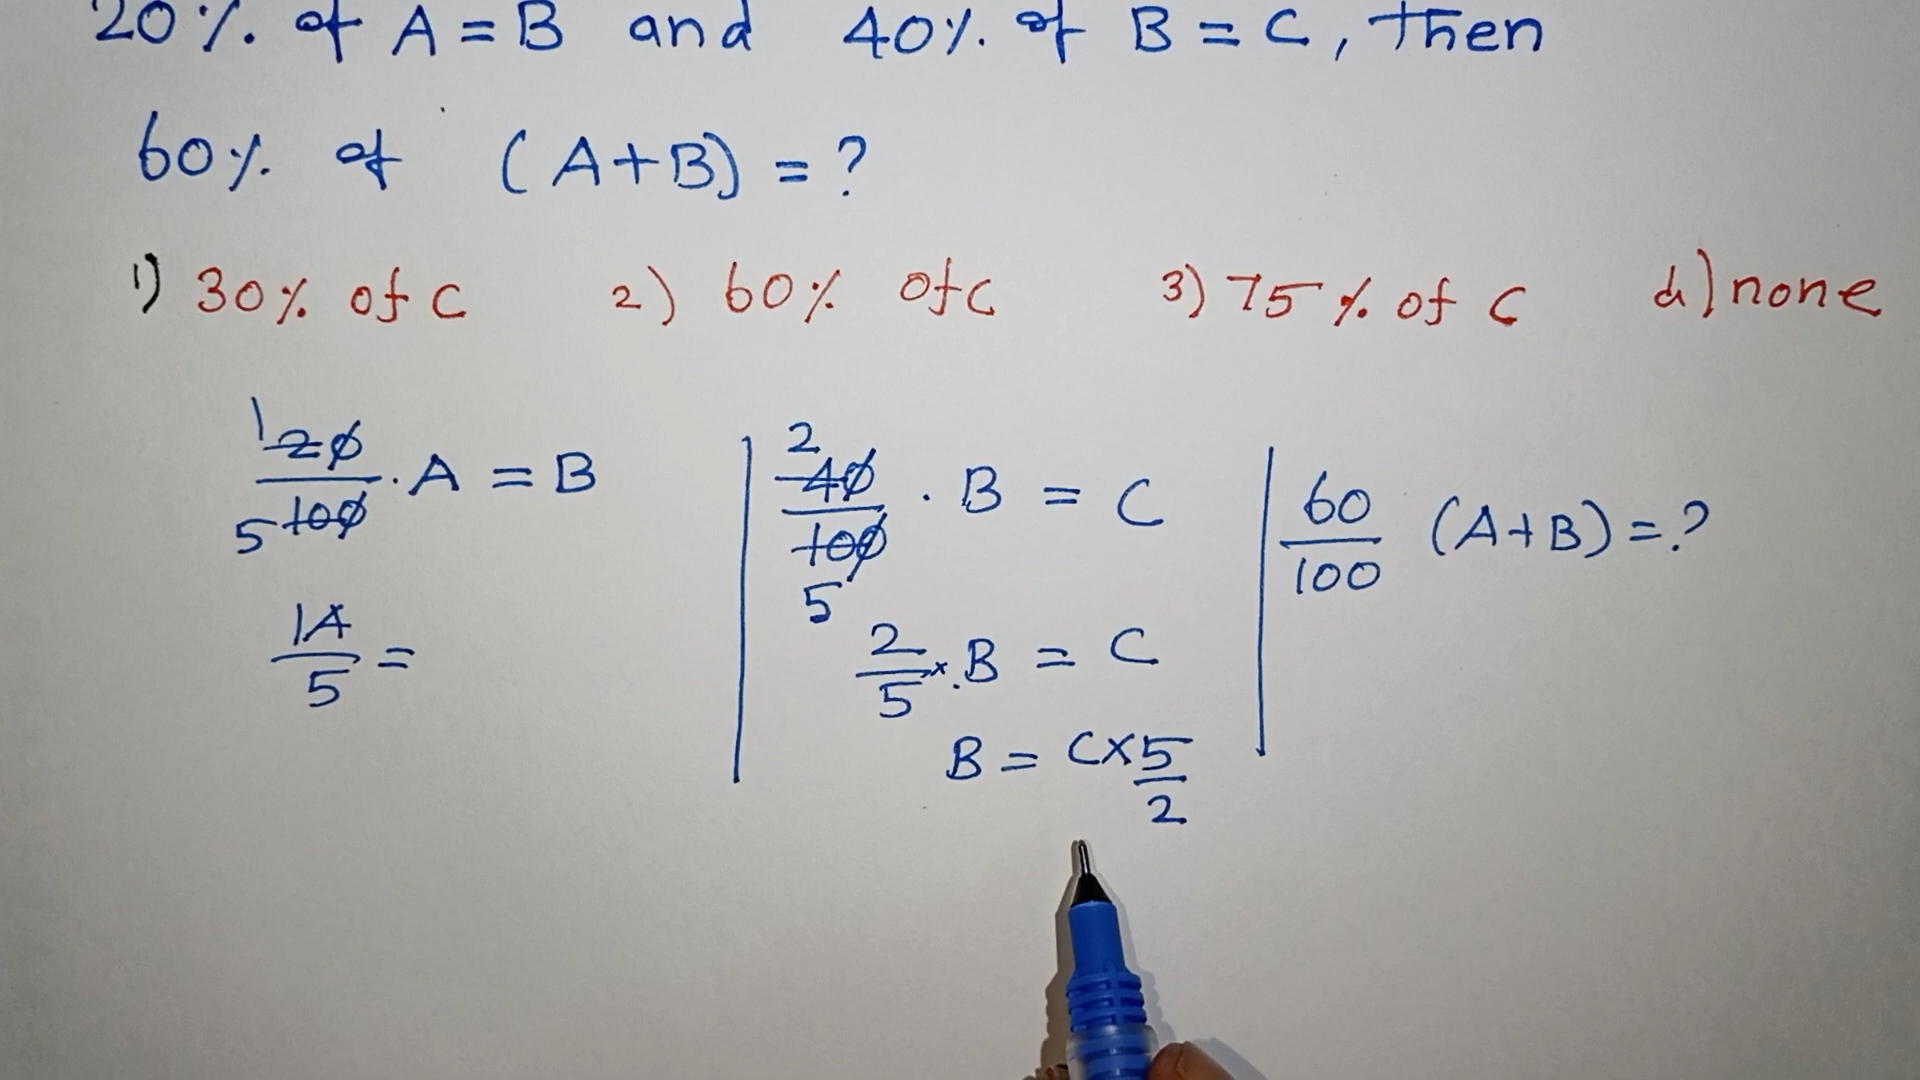 20% of A = B and 40% of B = C, Then
60% of (A+B) = ?
1) 30% of C 2) 60% of C 3) 75% of C d) none
1
20/100 . A = B
5
1A/5 =
2
40/100 . B = C
5
2/5 x . B = C
B = C x 5/2
60/100 (A+B) = ?